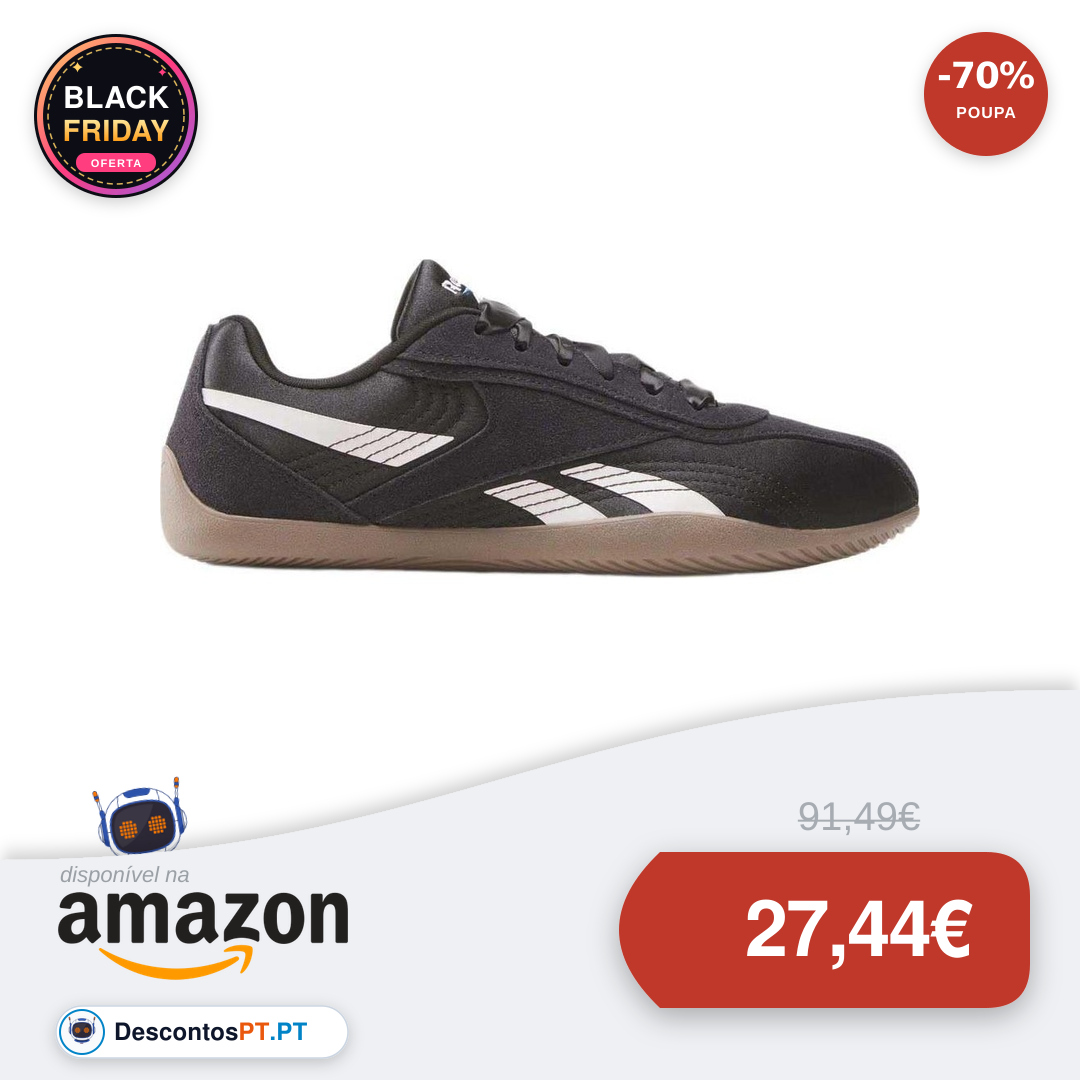 BLACK
FRIDAY
OFERTA
-70%
POUPA
91,49€
27,44€
disponível na
amazon
DescontosPT.PT